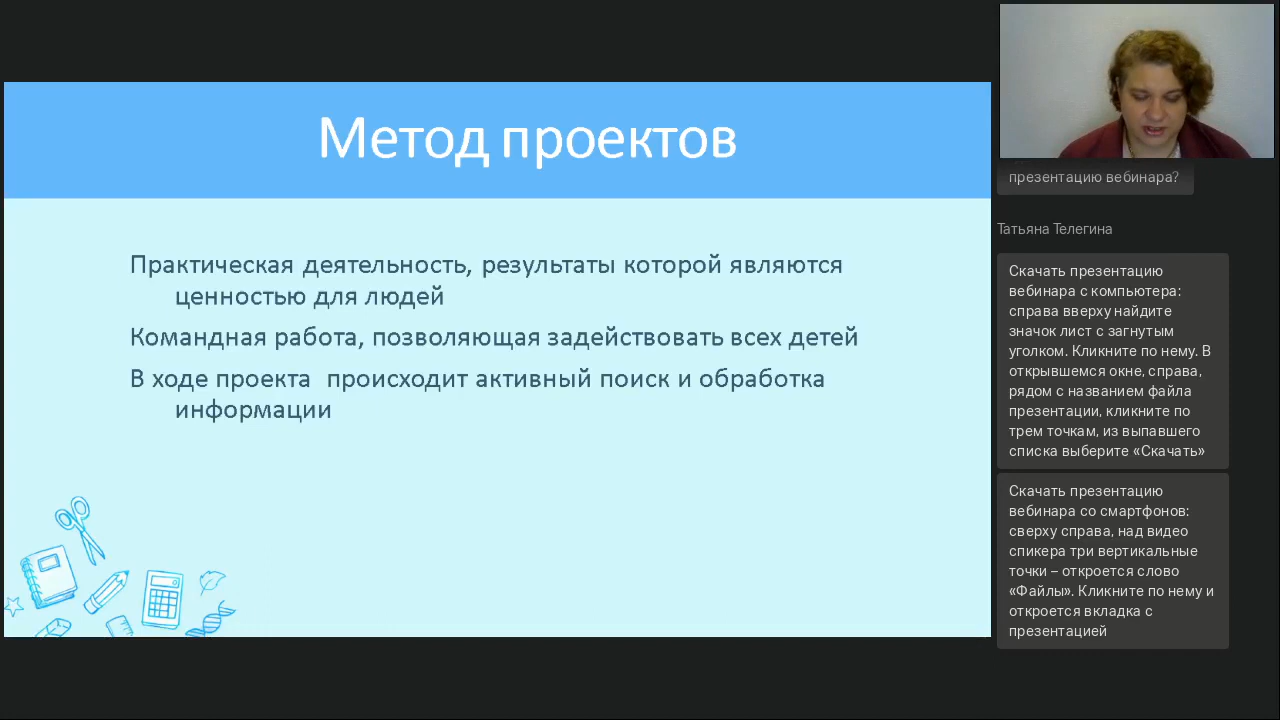 Метод проектов
Практическая деятельность, результаты которой являются
ценностью для людей
Командная работа, позволяющая задействовать всех детей
В ходе проекта  происходит активный поиск и обработка
информации
презентацию вебинара?
Татьяна Телегина
Скачать презентацию
вебинара с компьютера:
справа вверху найдите
значок лист с загнутым
уголком. Кликните по нему. В
открывшемся окне, справа,
рядом с названием файла
презентации, кликните по
трем точкам, из выпавшего
списка выберите «Скачать»
Скачать презентацию
вебинара со смартфонов:
сверху справа, над видео
спикера три вертикальные
точки – откроется слово
«Файлы». Кликните по нему и
откроется вкладка с
презентацией